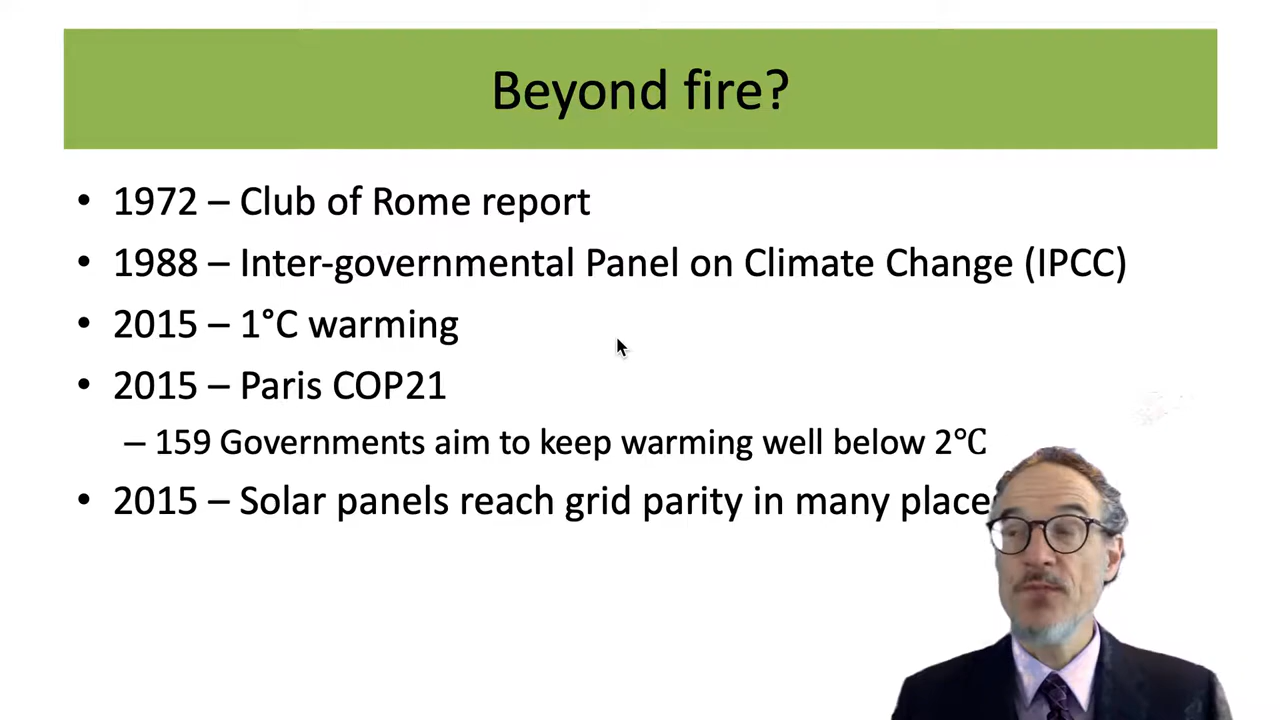 Beyond fire?
• 1972 – Club of Rome report
• 1988 – Inter-governmental Panel on Climate Change (IPCC)
• 2015 – 1°C warming
• 2015 – Paris COP21
– 159 Governments aim to keep warming well below 2℃
• 2015 – Solar panels reach grid parity in many place